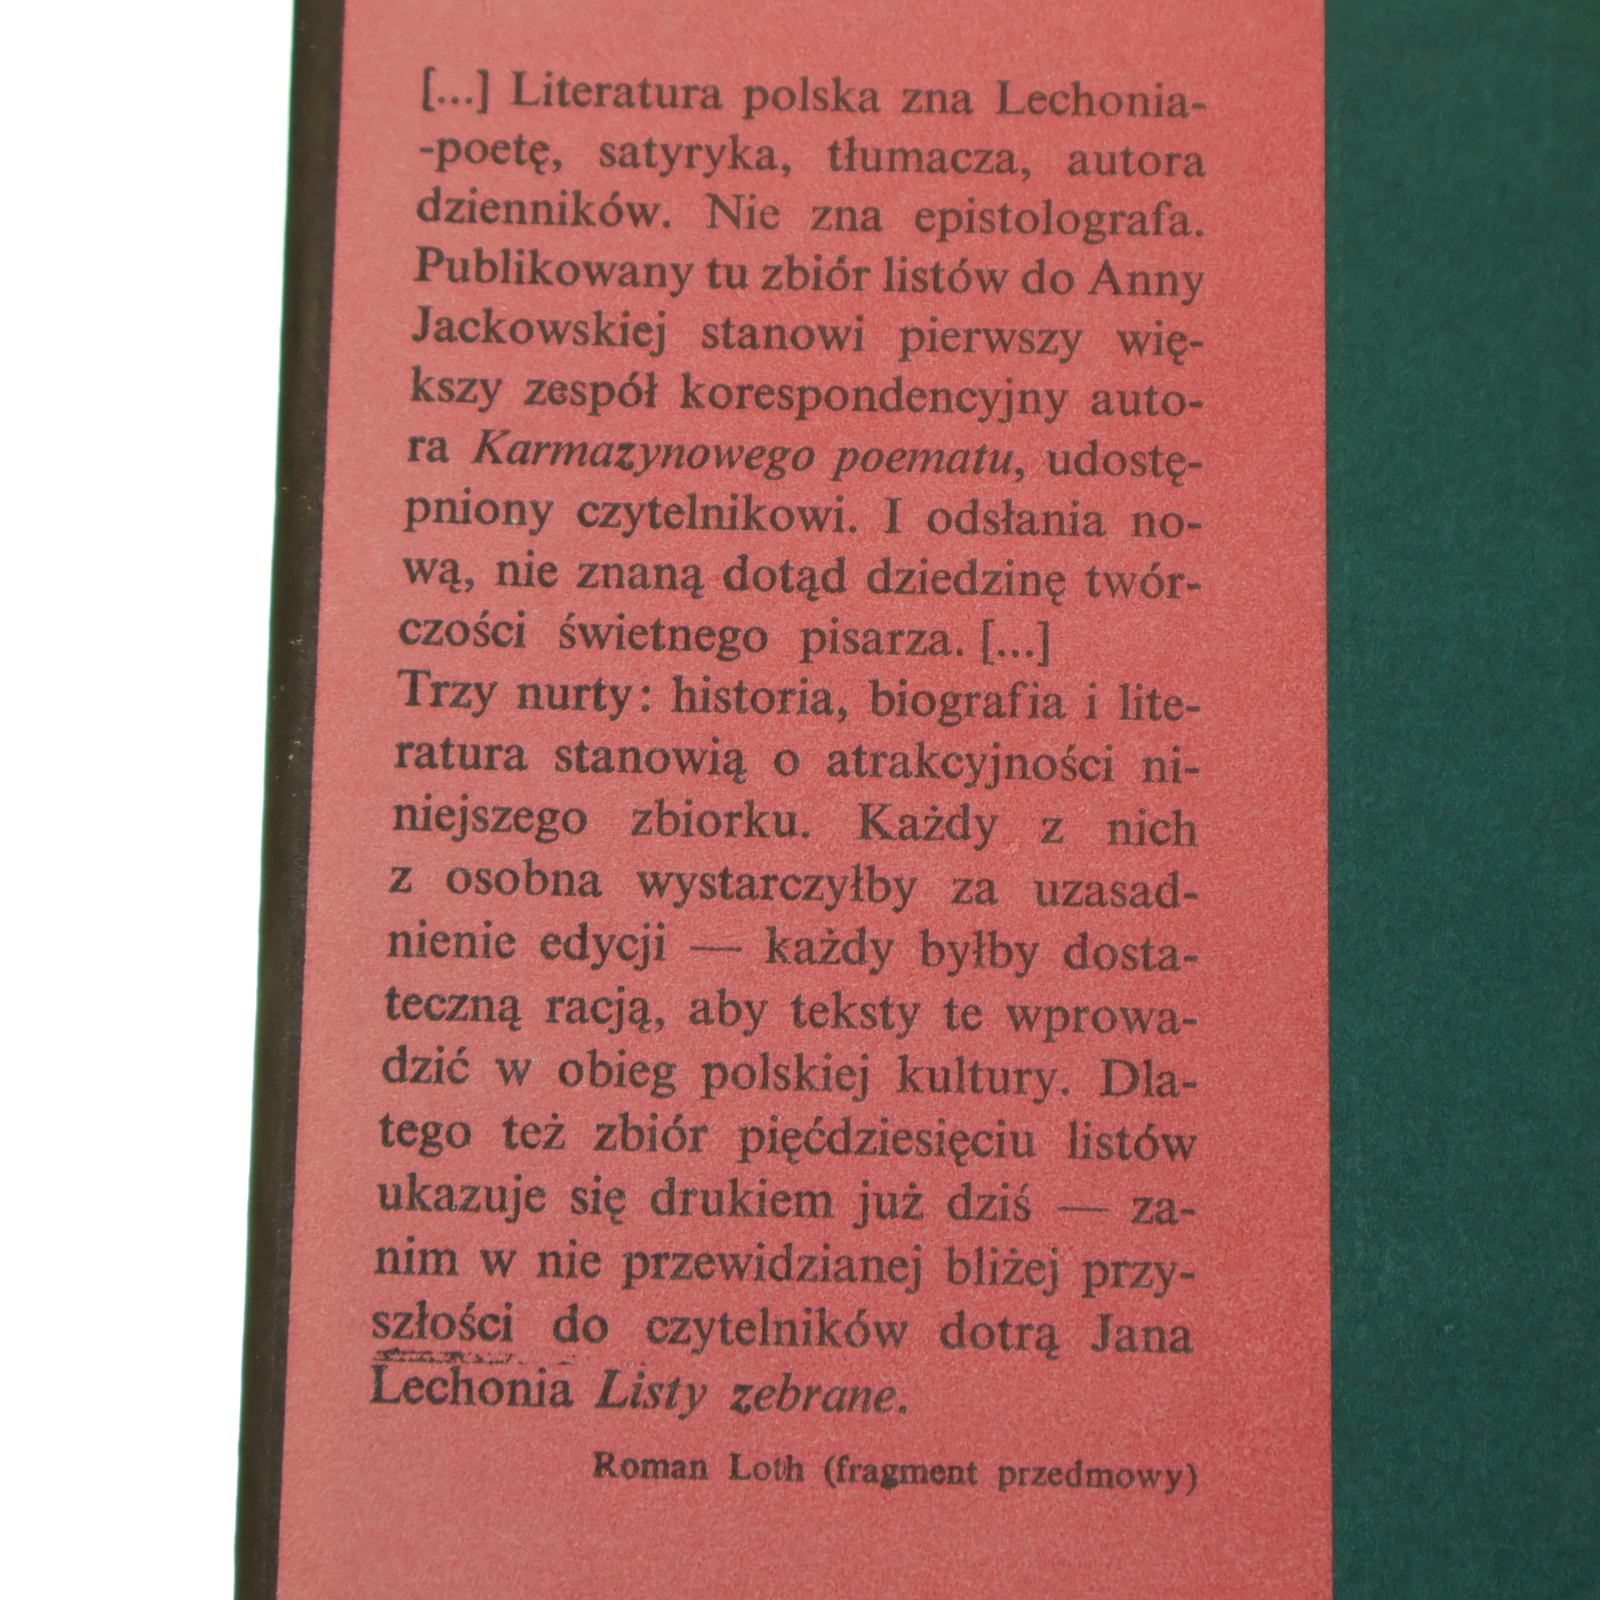 [...] Literatura polska zna Lechonia-
-poetę, satyryka, tłumacza, autora
dzienników. Nie zna epistolografa.
Publikowany tu zbiór listów do Anny
Jackowskiej stanowi pierwszy wię-
kszy zespół korespondencyjny auto-
ra Karmazynowego poematu, udostę-
pniony czytelnikowi. I odsłania no-
wą, nie znaną dotąd dziedzinę twór-
czości świetnego pisarza. [...]
Trzy nurty: historia, biografia i lite-
ratura stanowią o atrakcyjności ni-
niejszego zbiorku. Każdy z nich
z osobna wystarczyłby za uzasad-
nienie edycji — każdy byłby dosta-
teczną racją, aby teksty te wprowa-
dzić w obieg polskiej kultury. Dla-
tego też zbiór pięćdziesięciu listów
ukazuje się drukiem już dziś — za-
nim w nie przewidzianej bliżej przy-
szłości do czytelników dotrą Jana
Lechonia Listy zebrane.
Roman Loth (fragment przedmowy)